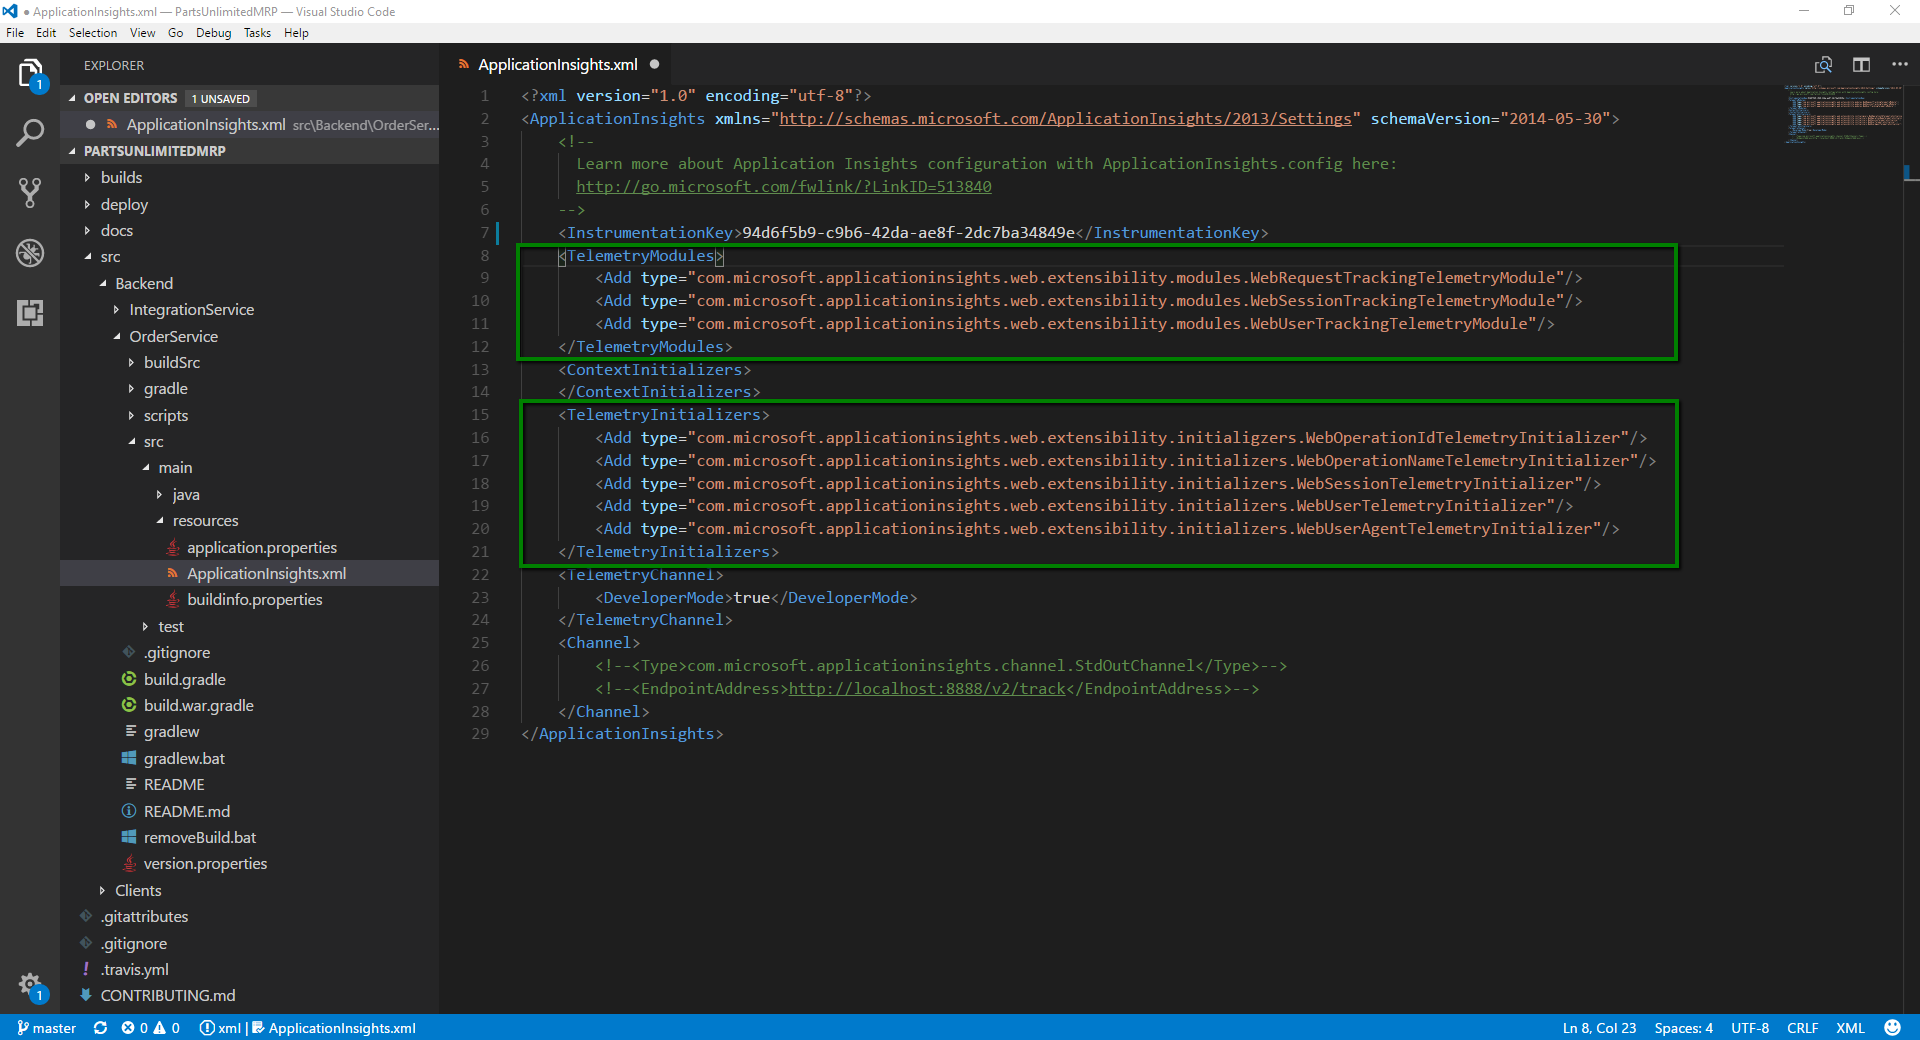 ● ApplicationInsights.xml — PartsUnlimitedMRP — Visual Studio Code
File Edit Selection View Go Debug Tasks Help
EXPLORER
OPEN EDITORS 1 UNSAVED
● ApplicationInsights.xml src\Backend\OrderSer...
PARTSUNLIMITEDMRP
builds
deploy
docs
src
Backend
IntegrationService
OrderService
buildSrc
gradle
scripts
src
main
java
resources
application.properties
ApplicationInsights.xml
buildinfo.properties
test
.gitignore
build.gradle
build.war.gradle
gradlew
gradlew.bat
README
README.md
removeBuild.bat
version.properties
Clients
.gitattributes
.gitignore
.travis.yml
CONTRIBUTING.md
1
1
ApplicationInsights.xml ●
1 <?xml version="1.0" encoding="utf-8"?>
2 <ApplicationInsights xmlns="http://schemas.microsoft.com/ApplicationInsights/2013/Settings" schemaVersion="2014-05-30">
3 <!--
4 Learn more about Application Insights configuration with ApplicationInsights.config here:
5 http://go.microsoft.com/fwlink/?LinkID=513840
6 -->
7 <InstrumentationKey>94d6f5b9-c9b6-42da-ae8f-2dc7ba34849e</InstrumentationKey>
8 <TelemetryModules>
9 <Add type="com.microsoft.applicationinsights.web.extensibility.modules.WebRequestTrackingTelemetryModule"/>
10 <Add type="com.microsoft.applicationinsights.web.extensibility.modules.WebSessionTrackingTelemetryModule"/>
11 <Add type="com.microsoft.applicationinsights.web.extensibility.modules.WebUserTrackingTelemetryModule"/>
12 </TelemetryModules>
13 <ContextInitializers>
14 </ContextInitializers>
15 <TelemetryInitializers>
16 <Add type="com.microsoft.applicationinsights.web.extensibility.initialigzers.WebOperationIdTelemetryInitializer"/>
17 <Add type="com.microsoft.applicationinsights.web.extensibility.initializers.WebOperationNameTelemetryInitializer"/>
18 <Add type="com.microsoft.applicationinsights.web.extensibility.initializers.WebSessionTelemetryInitializer"/>
19 <Add type="com.microsoft.applicationinsights.web.extensibility.initializers.WebUserTelemetryInitializer"/>
20 <Add type="com.microsoft.applicationinsights.web.extensibility.initializers.WebUserAgentTelemetryInitializer"/>
21 </TelemetryInitializers>
22 <TelemetryChannel>
23 <DeveloperMode>true</DeveloperMode>
24 </TelemetryChannel>
25 <Channel>
26 <!--<Type>com.microsoft.applicationinsights.channel.StdOutChannel</Type>-->
27 <!--<EndpointAddress>http://localhost:8888/v2/track</EndpointAddress>-->
28 </Channel>
29 </ApplicationInsights>
master 0 0 xml | ApplicationInsights.xml Ln 8, Col 23 Spaces: 4 UTF-8 CRLF XML